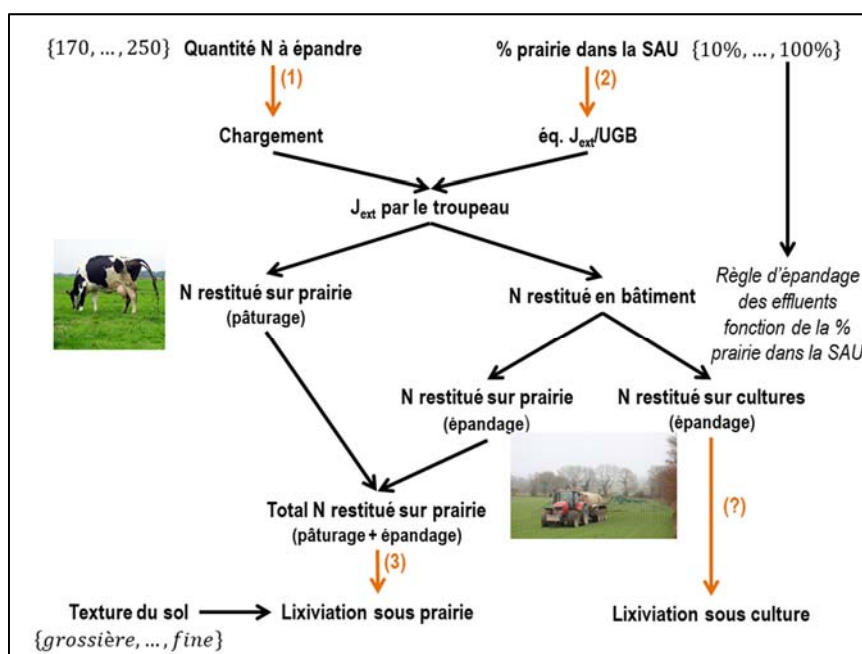 {170, ..., 250} Quantité N à épandre % prairie dans la SAU {10%, ..., 100%}
(1) (2)
Chargement éq. Jext/UGB
Jext par le troupeau
N restitué sur prairie
(pâturage)
N restitué en bâtiment
Règle d'épandage
des effluents
fonction de la %
prairie dans la SAU
N restitué sur prairie
(épandage)
N restitué sur cultures
(épandage)
Total N restitué sur prairie
(pâturage + épandage)
(?)
(3)
Texture du sol Lixiviation sous prairie Lixiviation sous culture
{grossière, ..., fine}